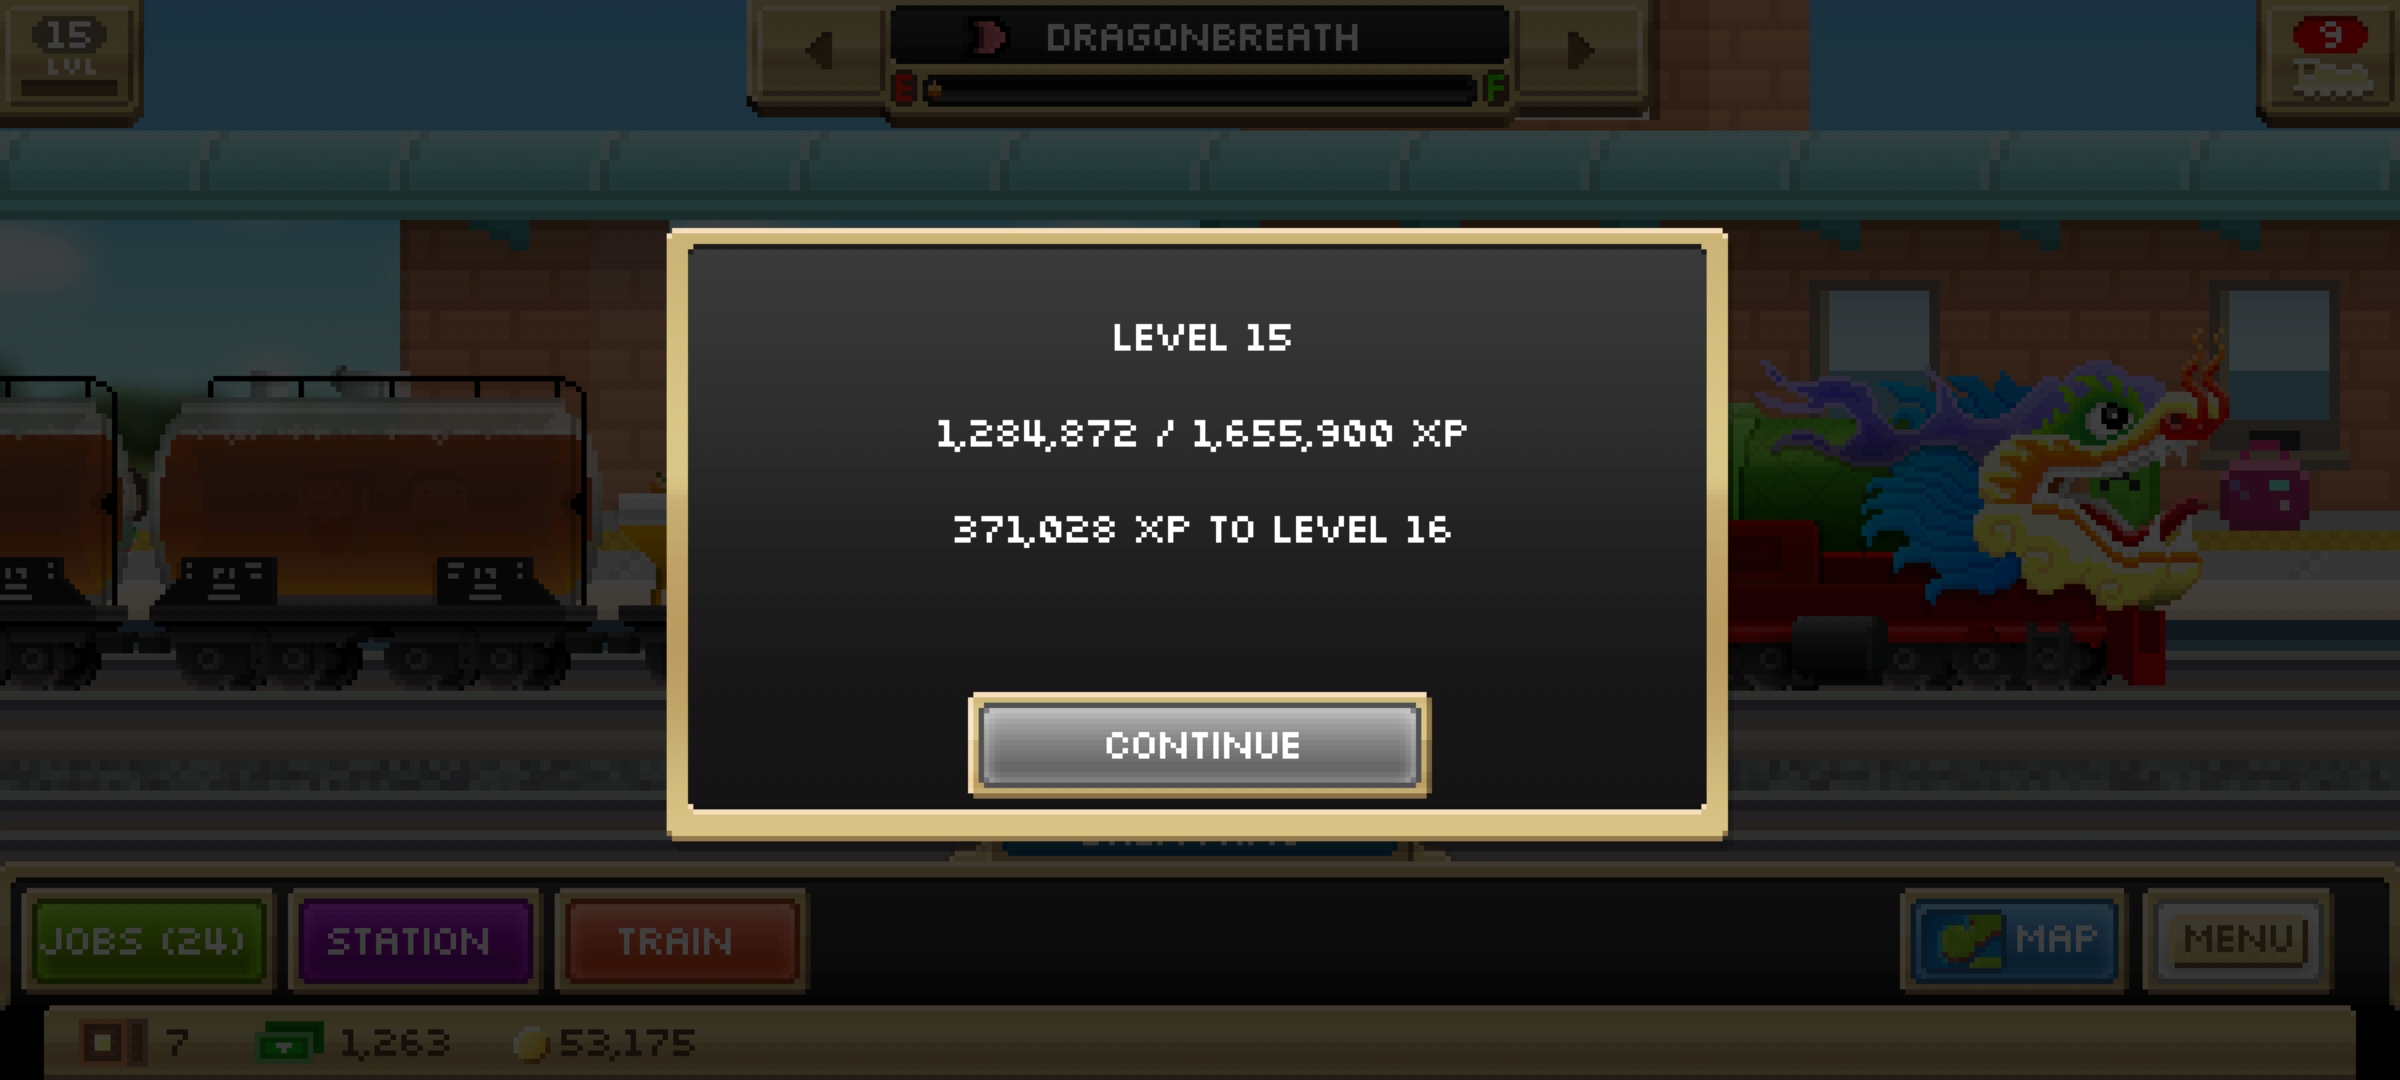 15
LVL
DRAGONBREATH
E F
9
LEVEL 15
1,284,872 / 1,655,900 XP
371,028 XP TO LEVEL 16
CONTINUE
JOBS (24)
STATION
TRAIN
MAP
MENU
7
1,263
53,175